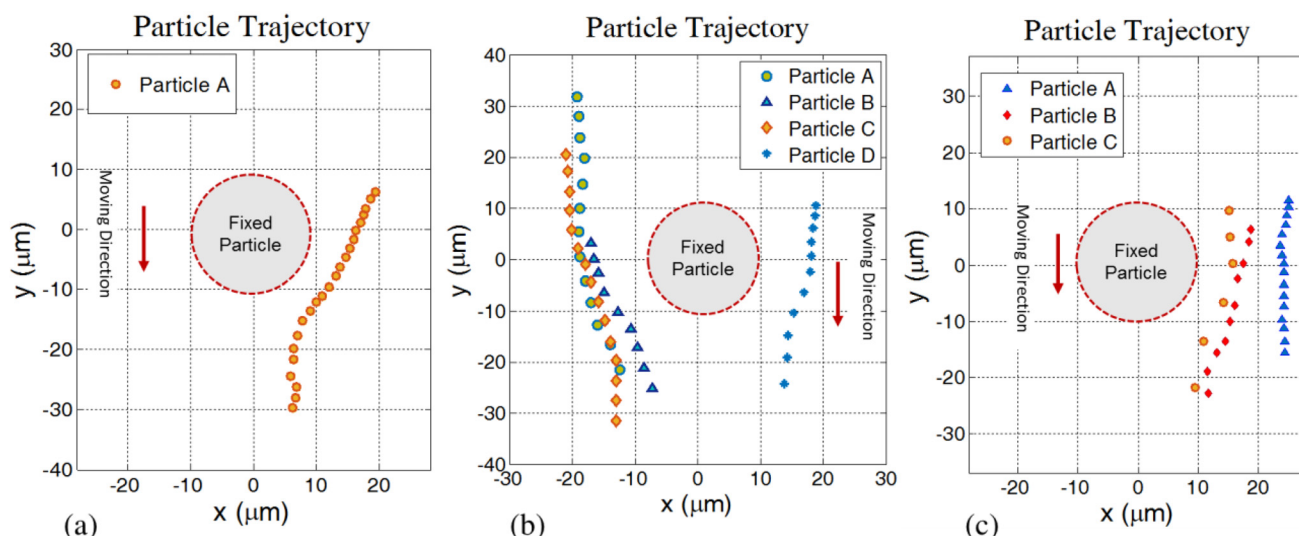 Particle Trajectory
(a)
30
20
10
0
-10
-20
-30
-40
y (μm)
-20
-10
0
10
20
x (μm)
Particle A
Moving Direction
Fixed
Particle
Particle Trajectory
(b)
40
30
20
10
0
-10
-20
-30
-40
y (μm)
-30
-20
-10
0
10
20
30
x (μm)
Particle A
Particle B
Particle C
Particle D
Fixed
Particle
Moving Direction
Particle Trajectory
(c)
30
20
10
0
-10
-20
-30
y (μm)
-20
-10
0
10
20
x (μm)
Particle A
Particle B
Particle C
Moving Direction
Fixed
Particle